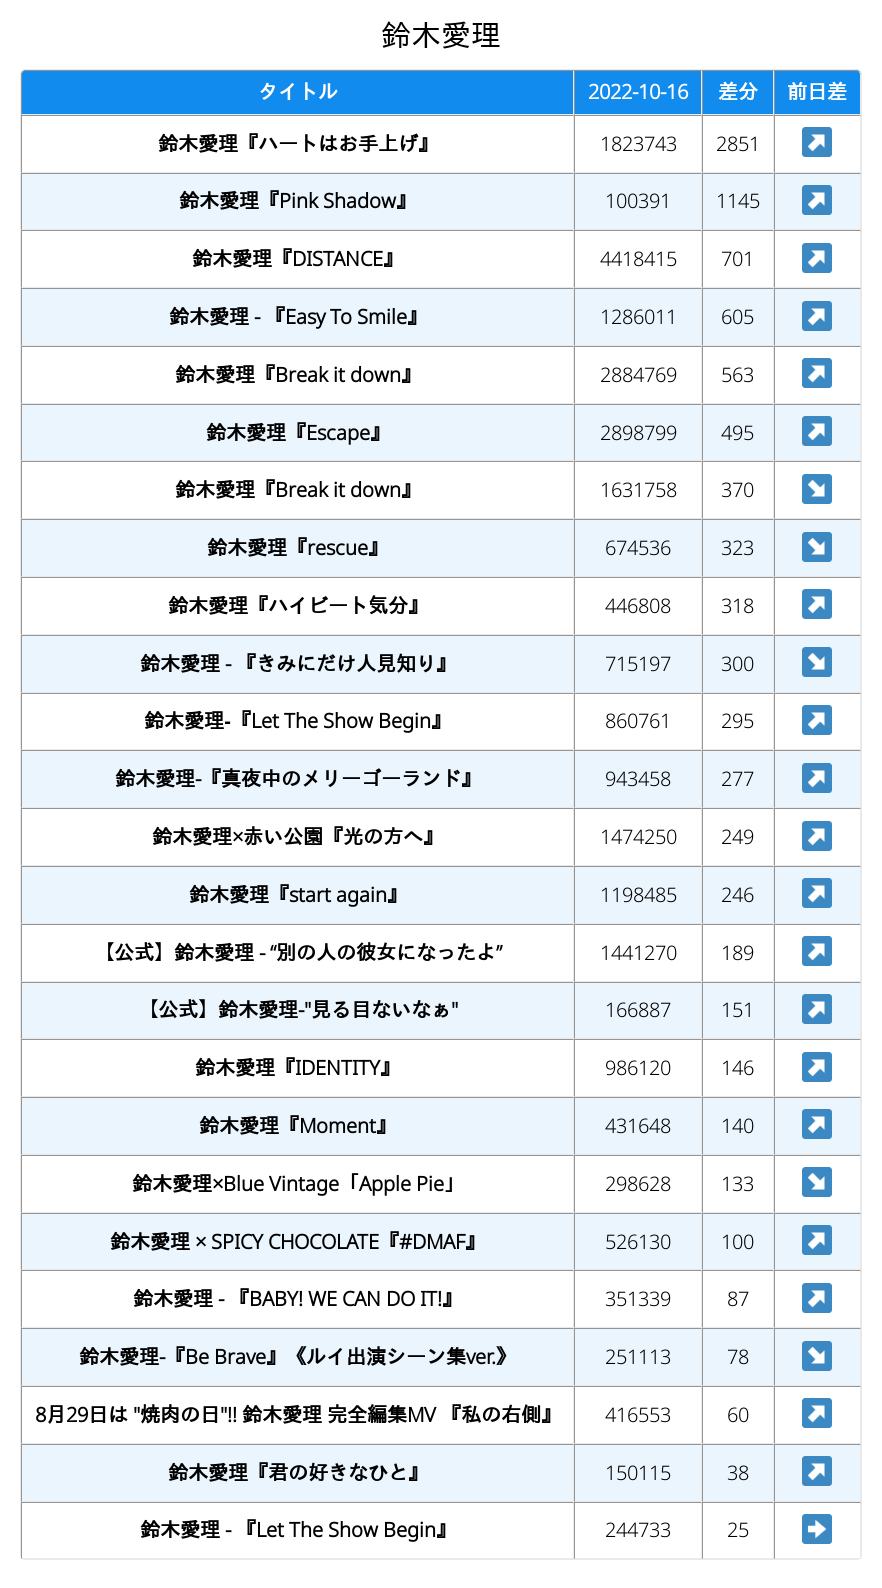 鈴木愛理
タイトル 2022-10-16 差分 前日差
鈴木愛理『ハートはお手上げ』 1823743 2851 ↗
鈴木愛理『Pink Shadow』 100391 1145 ↗
鈴木愛理『DISTANCE』 4418415 701 ↗
鈴木愛理 - 『Easy To Smile』 1286011 605 ↗
鈴木愛理『Break it down』 2884769 563 ↗
鈴木愛理『Escape』 2898799 495 ↗
鈴木愛理『Break it down』 1631758 370 ↘
鈴木愛理『rescue』 674536 323 ↘
鈴木愛理『ハイビート気分』 446808 318 ↗
鈴木愛理 - 『きみにだけ人見知り』 715197 300 ↘
鈴木愛理-『Let The Show Begin』 860761 295 ↗
鈴木愛理-『真夜中のメリーゴーランド』 943458 277 ↗
鈴木愛理×赤い公園『光の方へ』 1474250 249 ↗
鈴木愛理『start again』 1198485 246 ↗
【公式】鈴木愛理 - “別の人の彼女になったよ” 1441270 189 ↗
【公式】鈴木愛理-"見る目ないなぁ" 166887 151 ↗
鈴木愛理『IDENTITY』 986120 146 ↗
鈴木愛理『Moment』 431648 140 ↗
鈴木愛理×Blue Vintage「Apple Pie」 298628 133 ↘
鈴木愛理 × SPICY CHOCOLATE『#DMAF』 526130 100 ↗
鈴木愛理 - 『BABY! WE CAN DO IT!』 351339 87 ↗
鈴木愛理-『Be Brave』《ルイ出演シーン集ver.》 251113 78 ↘
8月29日は "焼肉の日"!! 鈴木愛理 完全編集MV 『私の右側』 416553 60 ↗
鈴木愛理『君の好きなひと』 150115 38 ↗
鈴木愛理 - 『Let The Show Begin』 244733 25 ➡